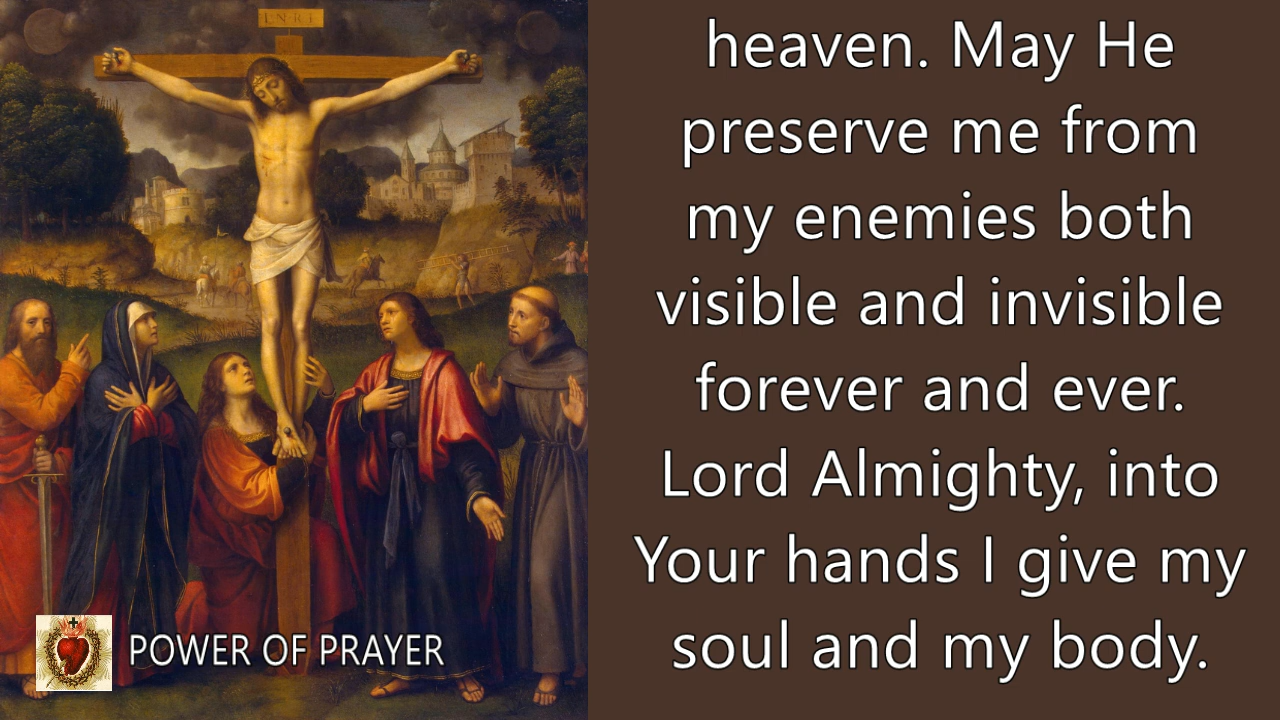 I.N.R.I
heaven. May He
preserve me from
my enemies both
visible and invisible
forever and ever.
Lord Almighty, into
Your hands I give my
soul and my body.
POWER OF PRAYER